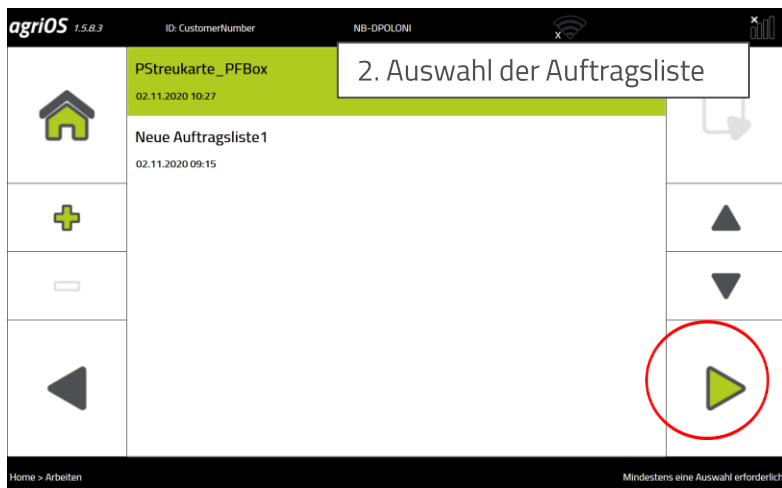 agriOS 1.5.8.3
ID: CustomerNumber
NB-DPOLONI
x
x
PStreukarte_PFBox
02.11.2020 10:27
2. Auswahl der Auftragsliste
Neue Auftragsliste1
02.11.2020 09:15
Home > Arbeiten
Mindestens eine Auswahl erforderlich